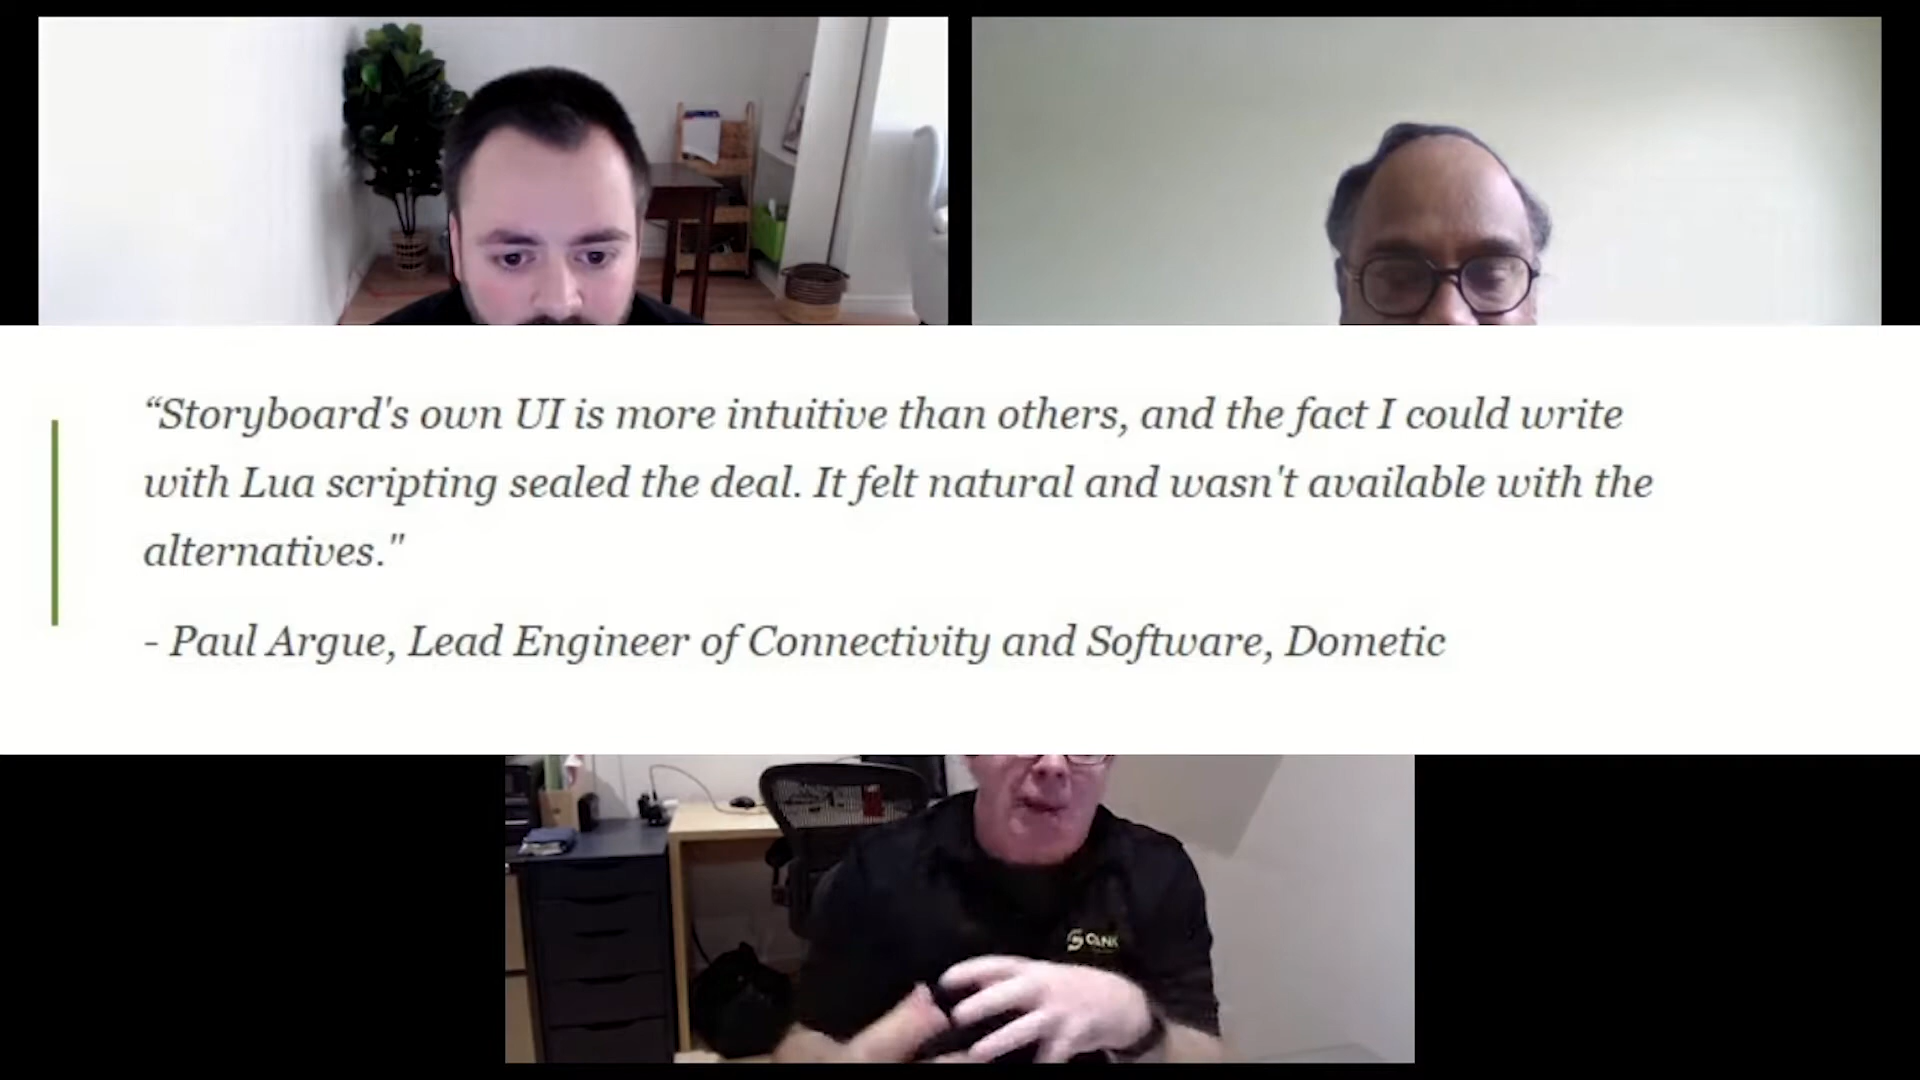 “Storyboard's own UI is more intuitive than others, and the fact I could write
with Lua scripting sealed the deal. It felt natural and wasn't available with the
alternatives."
- Paul Argue, Lead Engineer of Connectivity and Software, Dometic